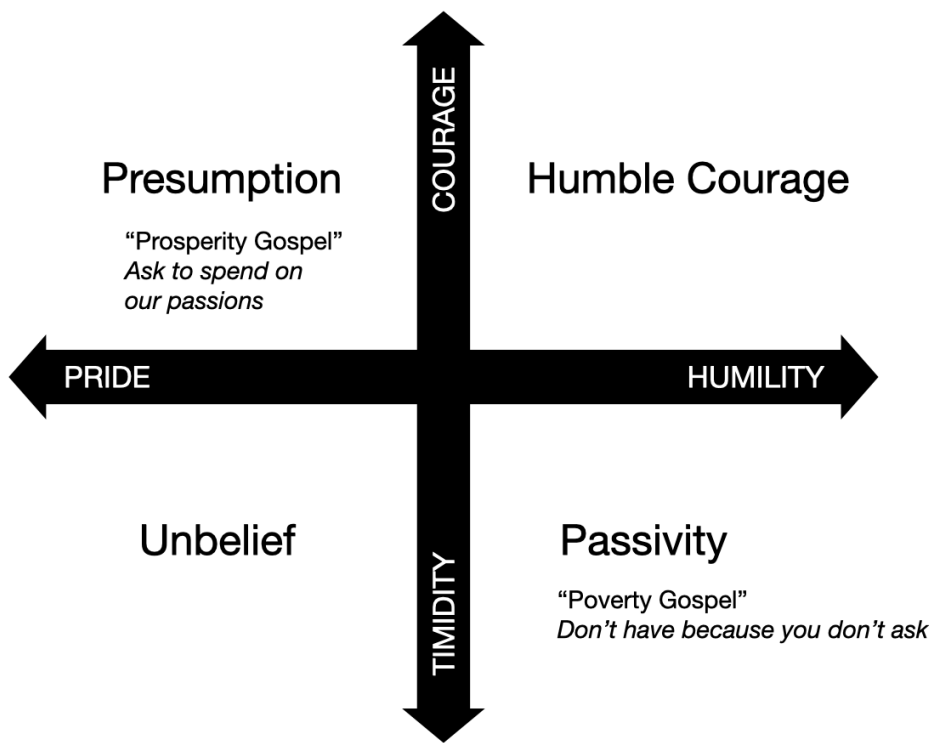 COURAGE
Presumption
Humble Courage
“Prosperity Gospel”
Ask to spend on
our passions
PRIDE
HUMILITY
Unbelief
Passivity
TIMIDITY
“Poverty Gospel”
Don’t have because you don’t ask